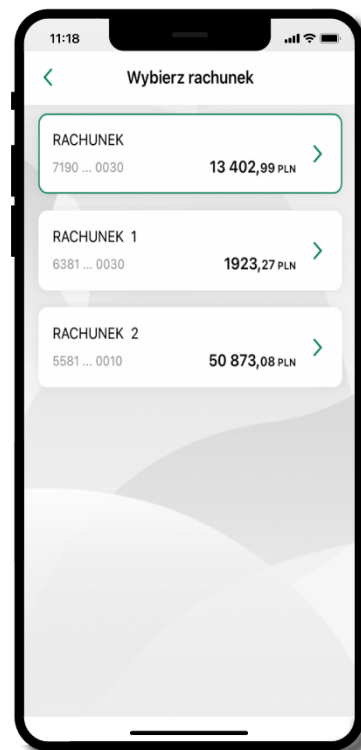 11:18
Wybierz rachunek
RACHUNEK
7190 ... 0030 13 402,99 PLN
RACHUNEK 1
6381 ... 0030 1923,27 PLN
RACHUNEK 2
5581 ... 0010 50 873,08 PLN